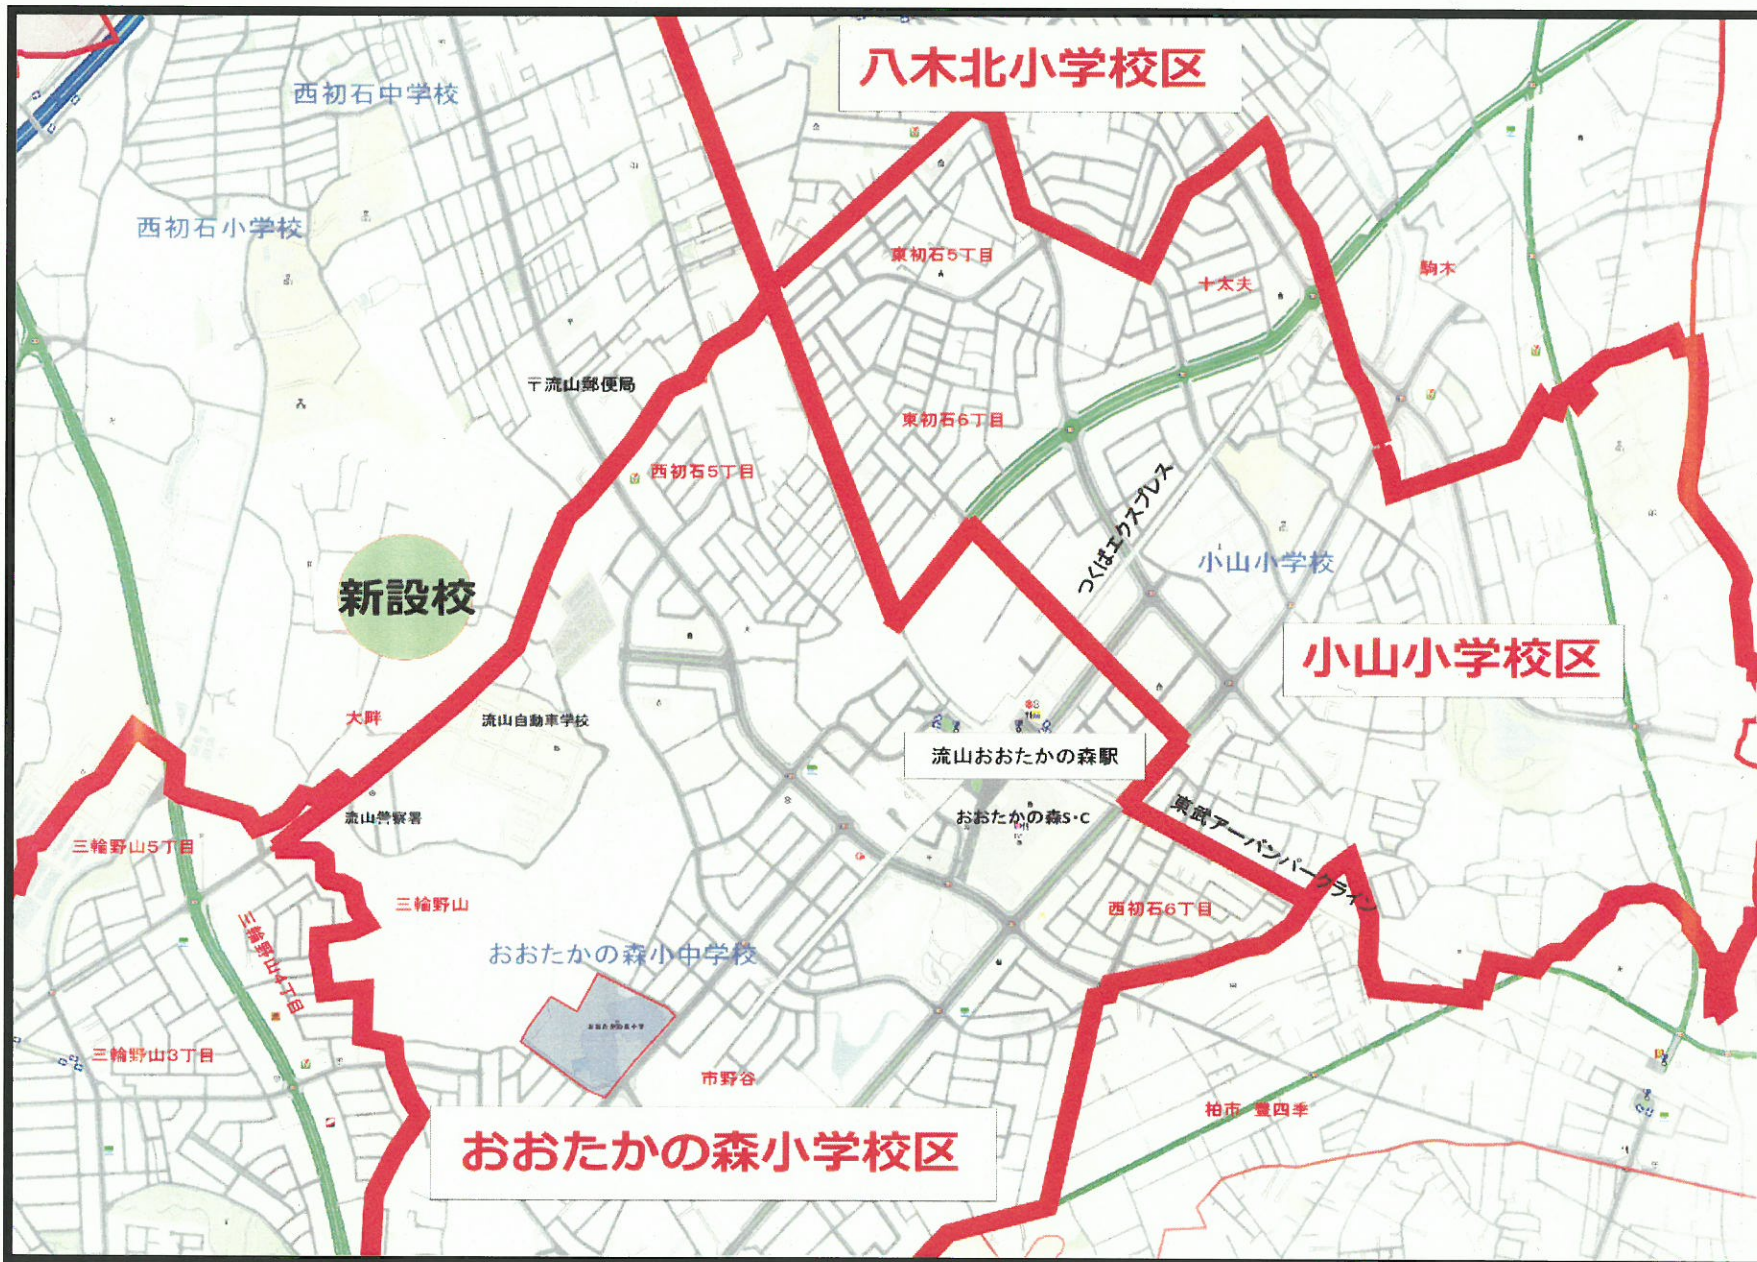 八木北小学校区
西初石中学校
西初石小学校
東初石5丁目
十太夫
駒木
〒流山郵便局
東初石6丁目
西初石5丁目
つくばエクスプレス
小山小学校
新設校
小山小学校区
大畔
流山自動車学校
流山おおたかの森駅
流山警察署
おおたかの森S・C
東武アーバンパークライン
三輪野山5丁目
三輪野山
西初石6丁目
三輪野山4丁目
おおたかの森小中学校
三輪野山3丁目
市野谷
柏市 豊四季
おおたかの森小学校区